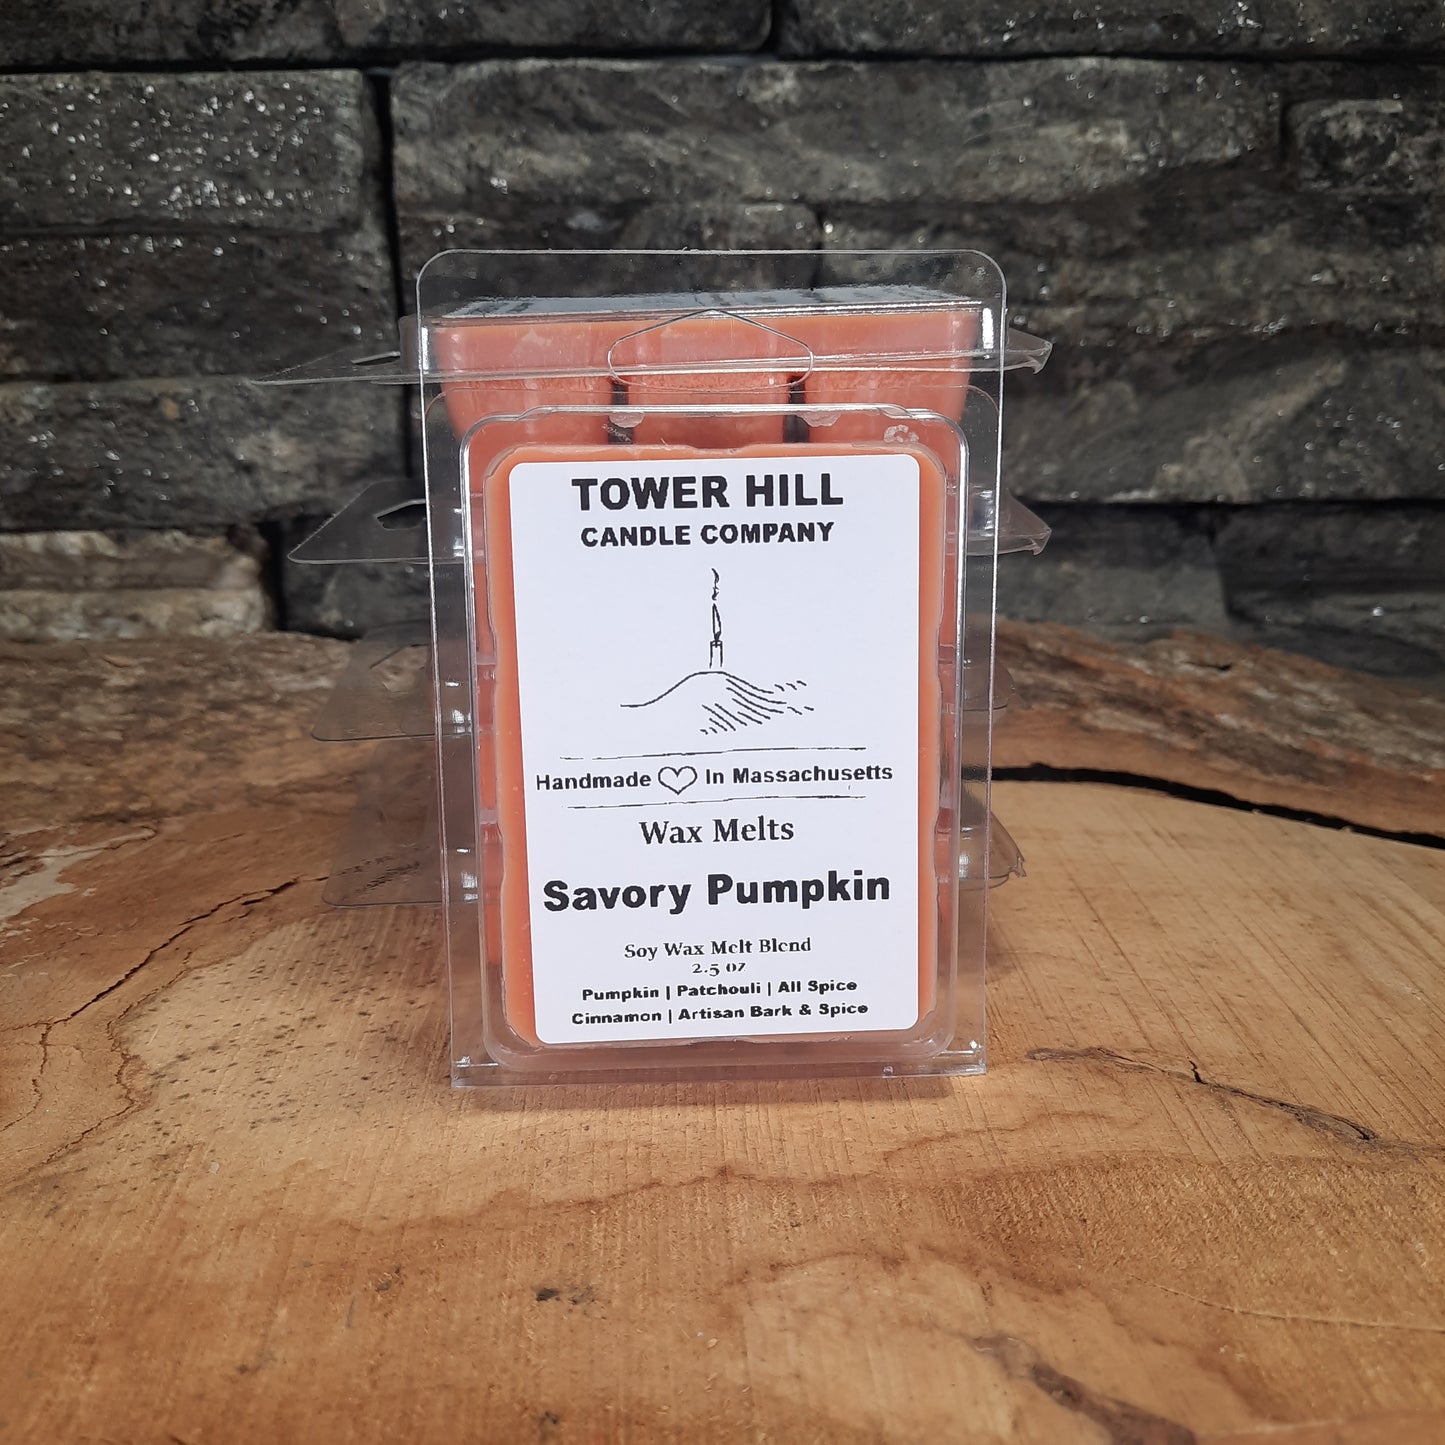 TOWER HILL
CANDLE COMPANY
Handmade In Massachusetts
Wax Melts
Savory Pumpkin
Soy Wax Melt Blend
2.5 oz
Pumpkin | Patchouli | All Spice
Cinnamon | Artisan Bark & Spice